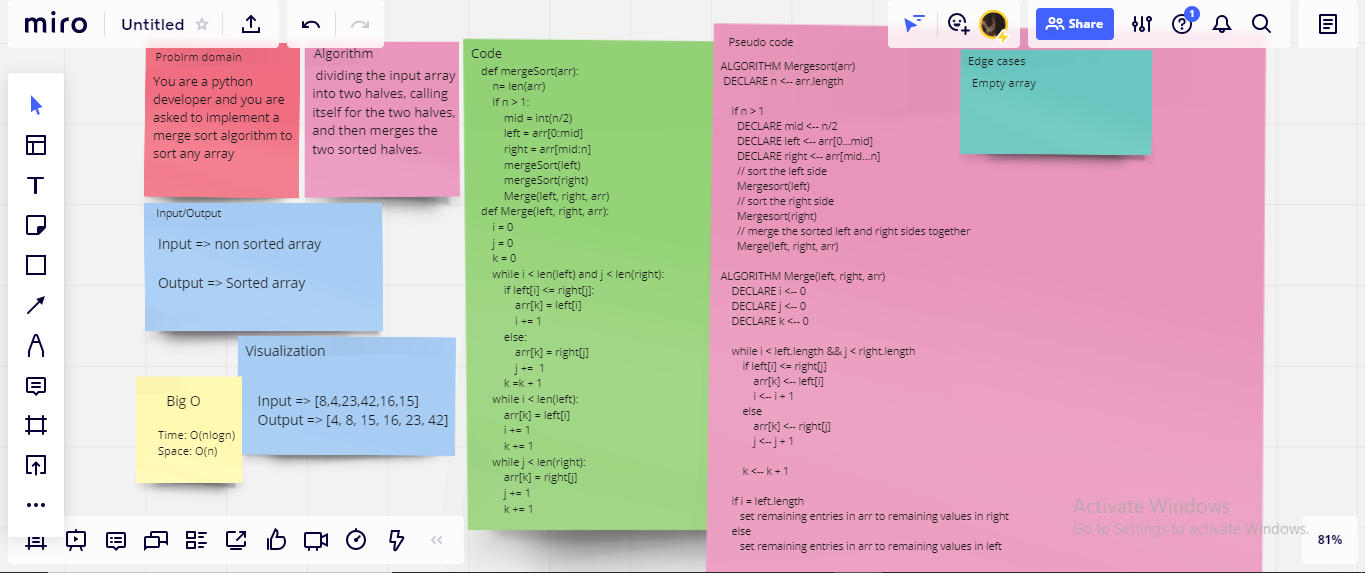 miro
Untitled
Share
1
Problrm domain
You are a python
developer and you are
asked to implement a
merge sort algorithm to
sort any array
Algorithm
dividing the input array
into two halves, calling
itself for the two halves,
and then merges the
two sorted halves.
Input/Output
Input => non sorted array
Output => Sorted array
Visualization
Input => [8,4,23,42,16,15]
Output => [4, 8, 15, 16, 23, 42]
Big O
Time: O(nlogn)
Space: O(n)
Code
def mergeSort(arr):
n= len(arr)
if n > 1:
mid = int(n/2)
left = arr[0:mid]
right = arr[mid:n]
mergeSort(left)
mergeSort(right)
Merge(left, right, arr)
def Merge(left, right, arr):
i = 0
j = 0
k = 0
while i < len(left) and j < len(right):
if left[i] <= right[j]:
arr[k] = left[i]
i += 1
else:
arr[k] = right[j]
j += 1
k =k + 1
while i < len(left):
arr[k] = left[i]
i += 1
k += 1
while j < len(right):
arr[k] = right[j]
j += 1
k += 1
Pseudo code
ALGORITHM Mergesort(arr)
DECLARE n <-- arr.length
if n > 1
DECLARE mid <-- n/2
DECLARE left <-- arr[0...mid]
DECLARE right <-- arr[mid...n]
// sort the left side
Mergesort(left)
// sort the right side
Mergesort(right)
// merge the sorted left and right sides together
Merge(left, right, arr)
ALGORITHM Merge(left, right, arr)
DECLARE i <-- 0
DECLARE j <-- 0
DECLARE k <-- 0
while i < left.length && j < right.length
if left[i] <= right[j]
arr[k] <-- left[i]
i <-- i + 1
else
arr[k] <-- right[j]
j <-- j + 1
k <-- k + 1
if i = left.length
set remaining entries in arr to remaining values in right
else
set remaining entries in arr to remaining values in left
Edge cases
Empty array
Activate Windows
Go to Settings to activate Windows.
81%